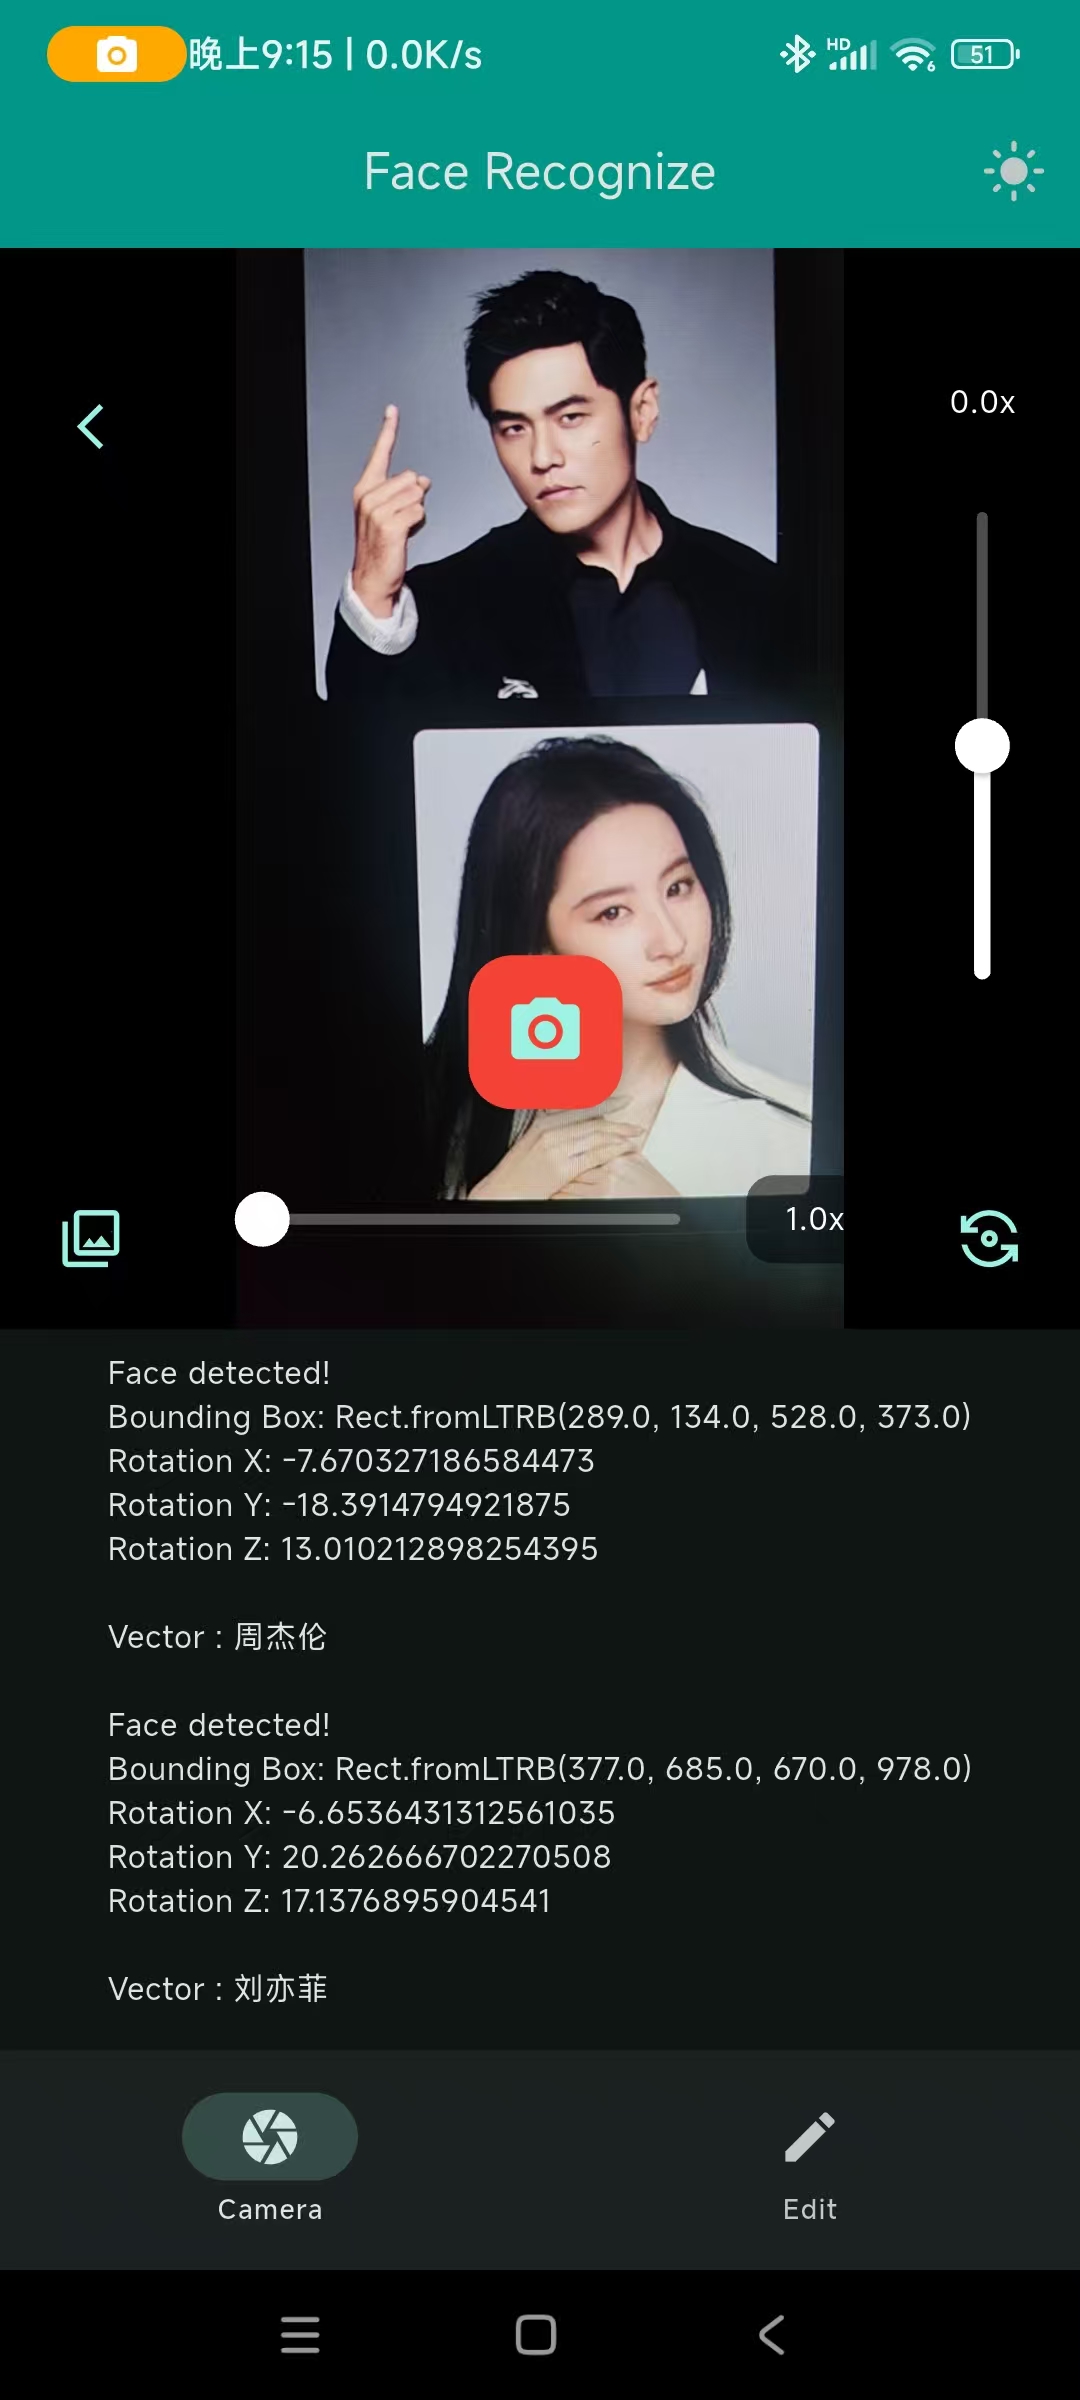 晚上9:15 | 0.0K/s
HD
6
51
Face Recognize
0.0x
1.0x
Face detected!
Bounding Box: Rect.fromLTRB(289.0, 134.0, 528.0, 373.0)
Rotation X: -7.670327186584473
Rotation Y: -18.3914794921875
Rotation Z: 13.010212898254395
Vector : 周杰伦
Face detected!
Bounding Box: Rect.fromLTRB(377.0, 685.0, 670.0, 978.0)
Rotation X: -6.6536431312561035
Rotation Y: 20.262666702270508
Rotation Z: 17.1376895904541
Vector : 刘亦菲
Camera
Edit